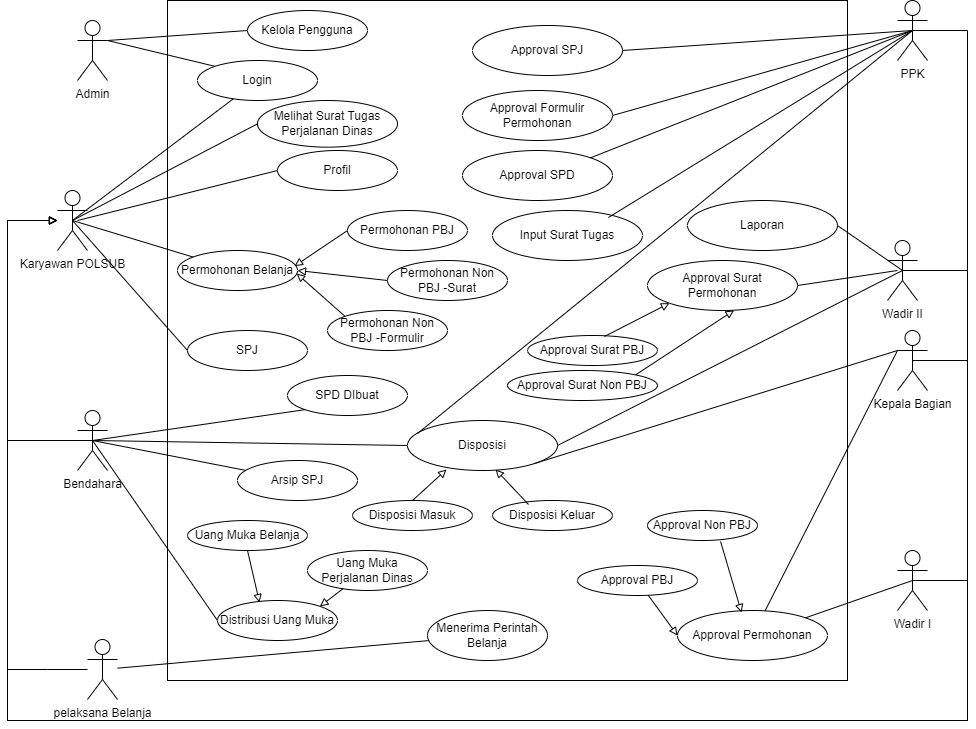 Kelola Pengguna
Approval SPJ
PPK
Login
Admin
Melihat Surat Tugas
Perjalanan Dinas
Approval Formulir
Permohonan
Profil
Approval SPD
Permohonan PBJ
Input Surat Tugas
Laporan
Karyawan POLSUB
Permohonan Belanja
Permohonan Non
PBJ -Surat
Approval Surat
Permohonan
Wadir II
Permohonan Non
PBJ -Formulir
SPJ
Approval Surat PBJ
Approval Surat Non PBJ
SPD DIbuat
Kepala Bagian
Disposisi
Bendahara
Arsip SPJ
Disposisi Masuk
Disposisi Keluar
Approval Non PBJ
Uang Muka Belanja
Uang Muka
Perjalanan Dinas
Approval PBJ
Distribusi Uang Muka
Menerima Perintah
Belanja
Approval Permohonan
Wadir I
pelaksana Belanja